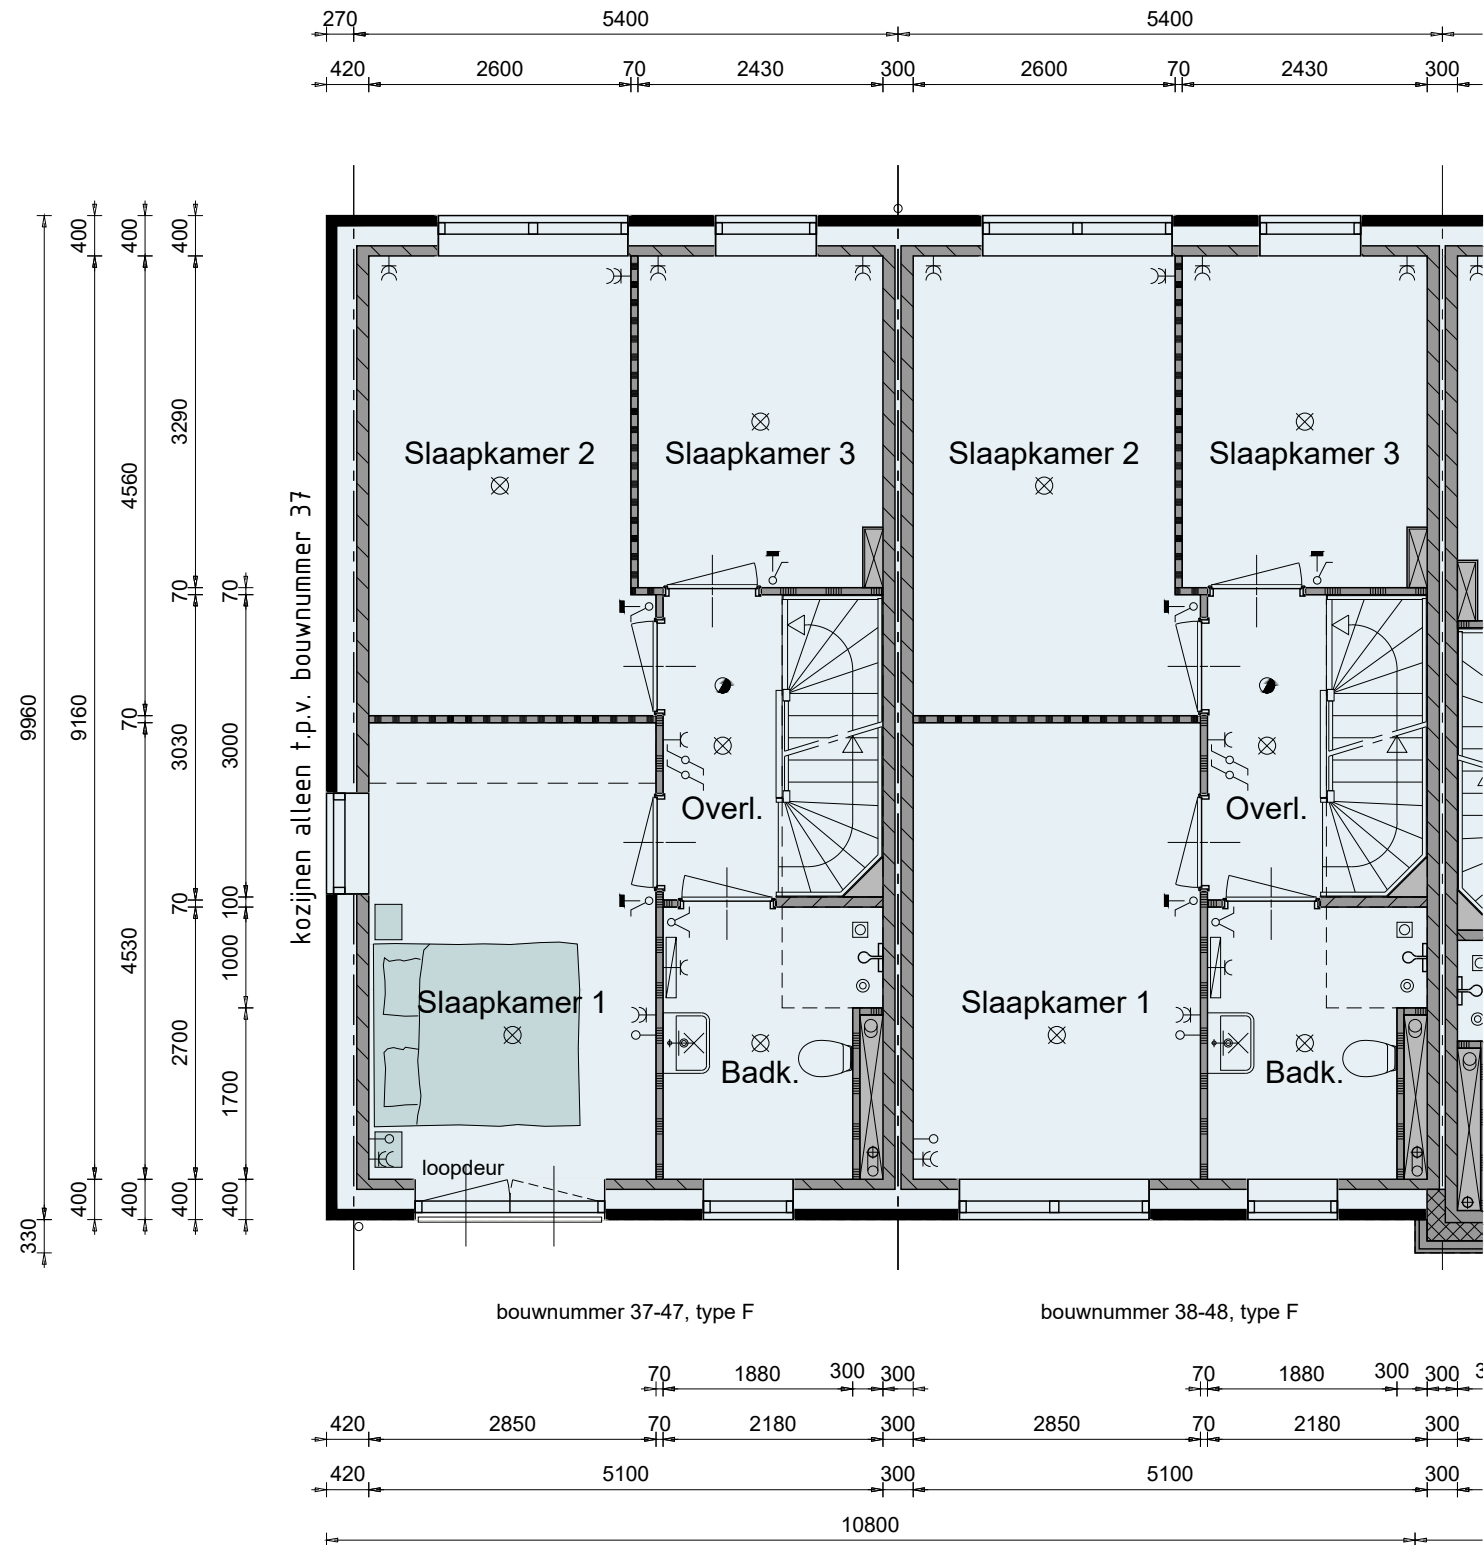 270 5400 5400
420 2600 70 2430 300 2600 70 2430 300
400 400 400
3290
4560
70 70
9960 9160 70 3030 3000
70 100
4530 1000
2700
1700
400 400 400 400
330
kozijnen alleen t.p.v. bouwnummer 37
Slaapkamer 2 Slaapkamer 3 Slaapkamer 2 Slaapkamer 3
Overl. Overl.
Slaapkamer 1 Slaapkamer 1
Badk. Badk.
loopdeur
bouwnummer 37-47, type F bouwnummer 38-48, type F
70 1880 300 300 70 1880 300 300
420 2850 70 2180 300 2850 70 2180 300
420 5100 300 5100 300
10800